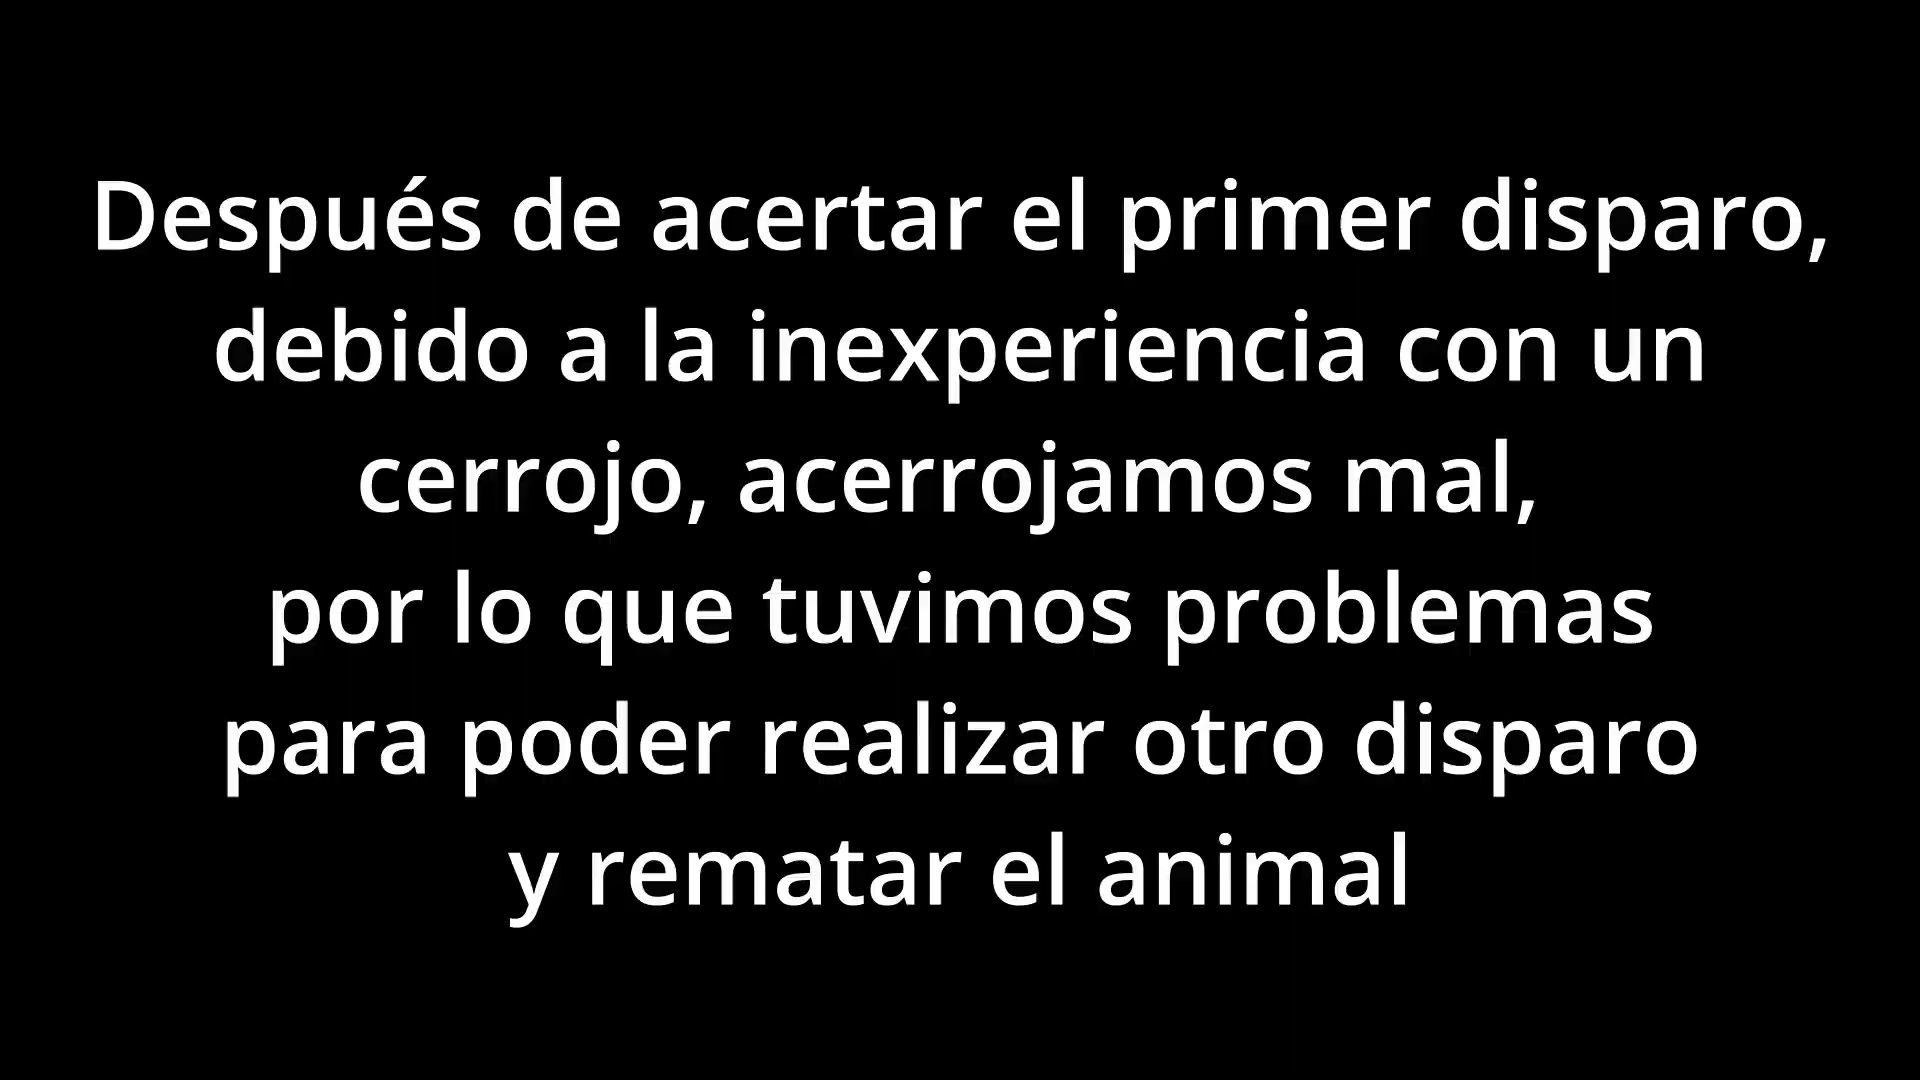 Después de acertar el primer disparo,
debido a la inexperiencia con un
cerrojo, acerrojamos mal,
por lo que tuvimos problemas
para poder realizar otro disparo
y rematar el animal